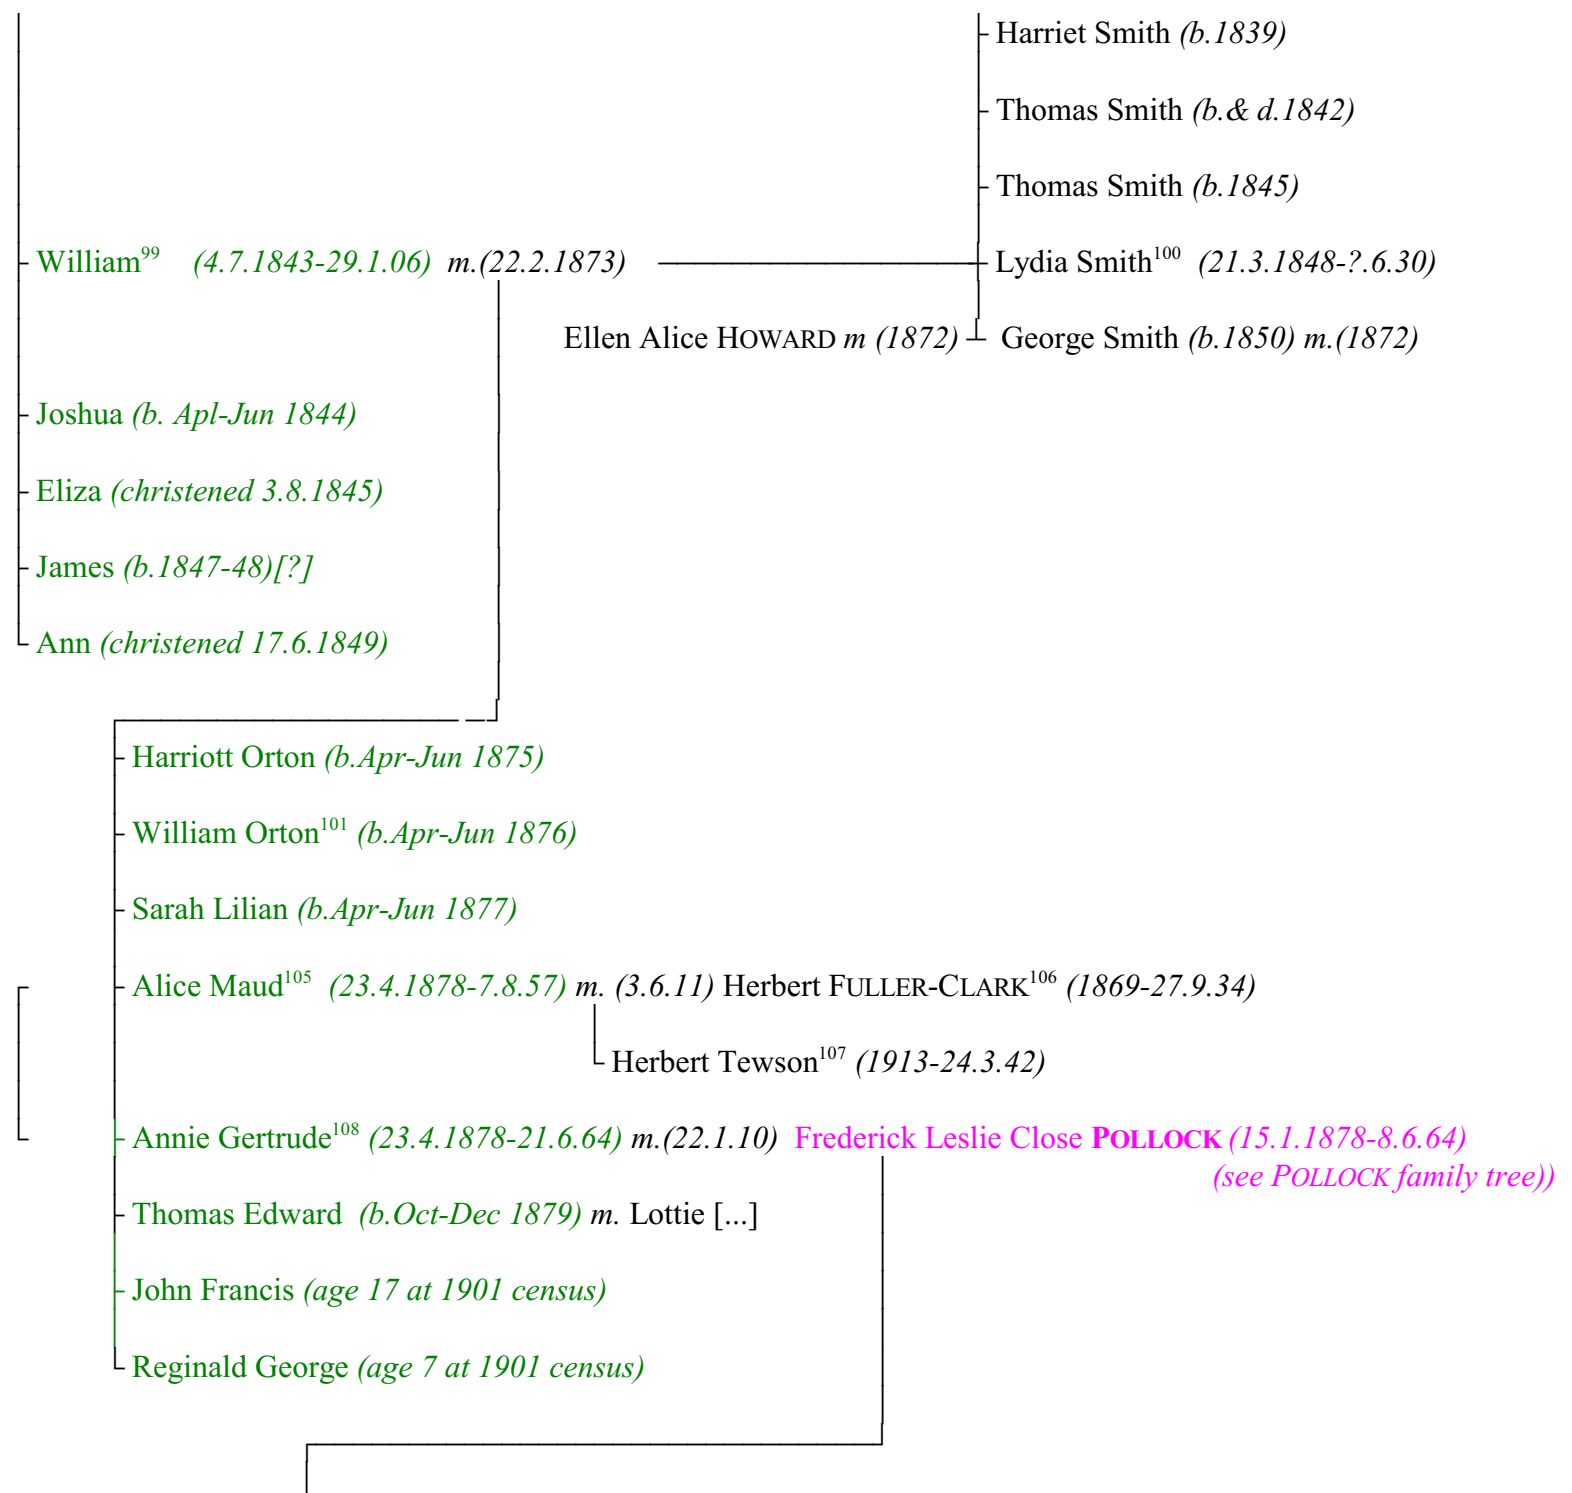 Harriet Smith (b.1839)
Thomas Smith (b.& d.1842)
Thomas Smith (b.1845)
William99 (4.7.1843-29.1.06) m.(22.2.1873) Lydia Smith100 (21.3.1848-?.6.30)
Ellen Alice HOWARD m (1872) George Smith (b.1850) m.(1872)
Joshua (b. Apl-Jun 1844)
Eliza (christened 3.8.1845)
James (b.1847-48)[?]
Ann (christened 17.6.1849)
Harriott Orton (b.Apr-Jun 1875)
William Orton101 (b.Apr-Jun 1876)
Sarah Lilian (b.Apr-Jun 1877)
Alice Maud105 (23.4.1878-7.8.57) m. (3.6.11) Herbert FULLER-CLARK106 (1869-27.9.34)
Herbert Tewson107 (1913-24.3.42)
Annie Gertrude108 (23.4.1878-21.6.64) m.(22.1.10) Frederick Leslie Close POLLOCK (15.1.1878-8.6.64)
(see POLLOCK family tree))
Thomas Edward (b.Oct-Dec 1879) m. Lottie [...]
John Francis (age 17 at 1901 census)
Reginald George (age 7 at 1901 census)